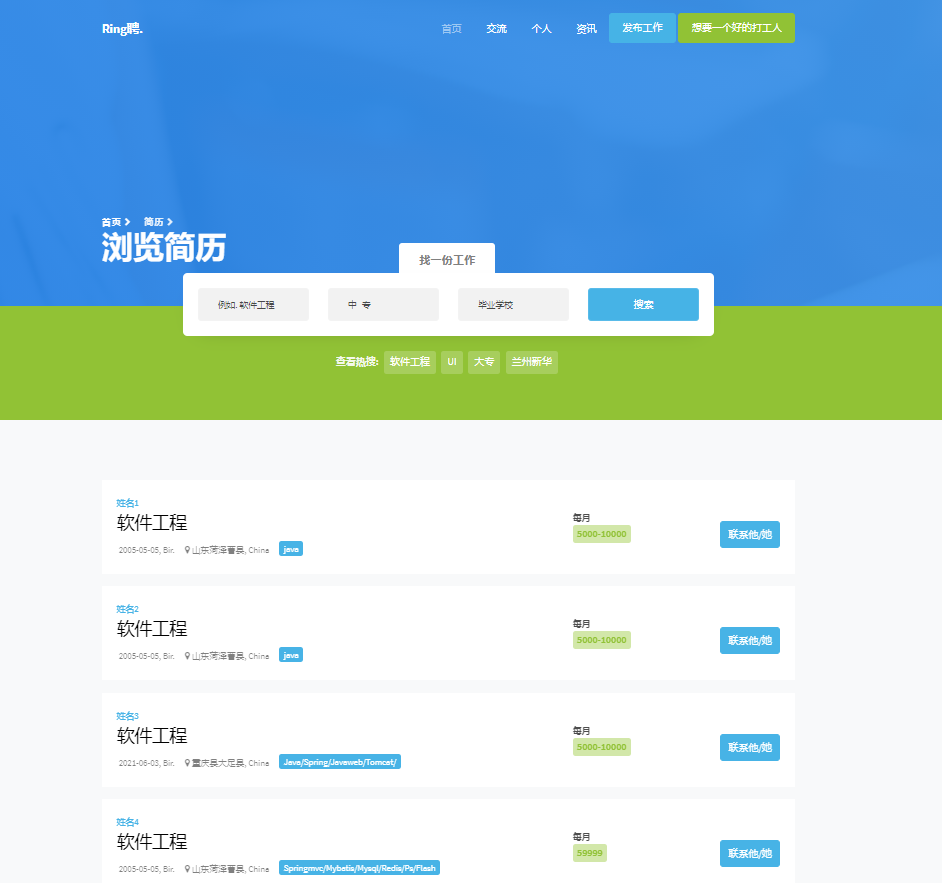 Ring聘.
首页 交流 个人 资讯 发布工作 想要一个好的打工人
首页 简历
浏览简历
找一份工作
例如. 软件工程 中 专 毕业学校 搜索
查看热搜: 软件工程 UI 大专 兰州新华
姓名1
软件工程
2005-05-05, Bir. 山东菏泽曹县, China java
每月
5000-10000
联系他/她
姓名2
软件工程
2005-05-05, Bir. 山东菏泽曹县, China java
每月
5000-10000
联系他/她
姓名3
软件工程
2021-06-03, Bir. 重庆县大足县, China Java/Spring/Javaweb/Tomcat/
每月
5000-10000
联系他/她
姓名4
软件工程
2005-05-05, Bir. 山东菏泽曹县, China Springmvc/Mybatis/Mysql/Redis/Ps/Flash
每月
59999
联系他/她